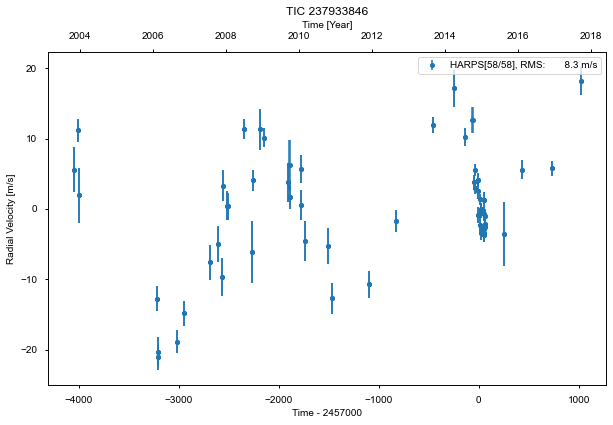 TIC 237933846
Time [Year]
2004 2006 2008 2010 2012 2014 2016 2018
HARPS[58/58], RMS: 8.3 m/s
20
10
0
−10
−20
Radial Velocity [m/s]
−4000 −3000 −2000 −1000 0 1000
Time - 2457000